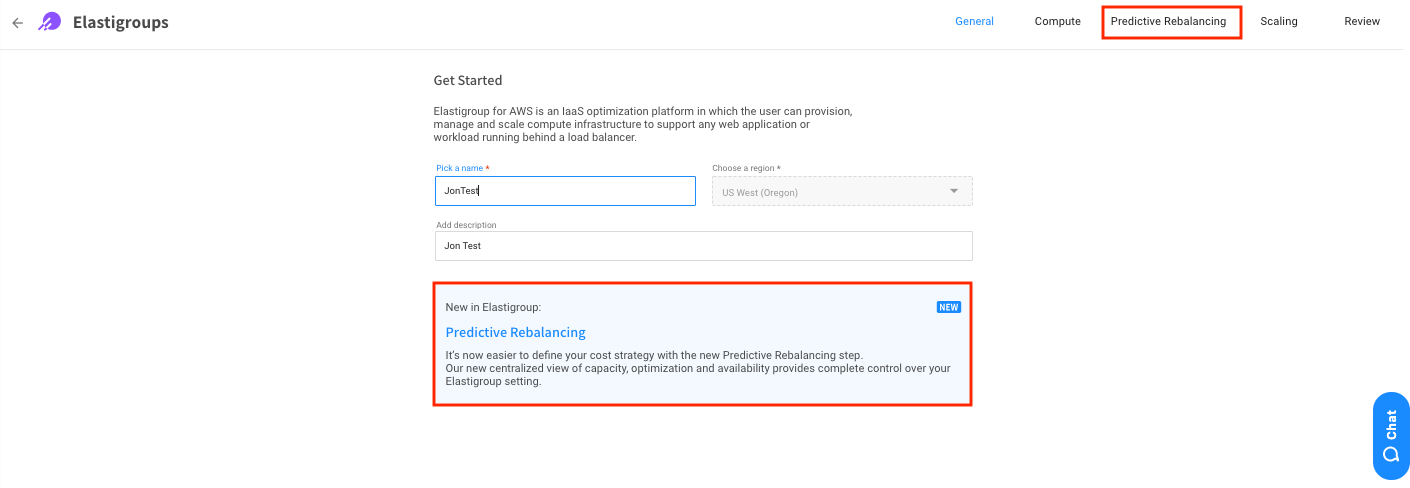 Elastigroups
General Compute Predictive Rebalancing Scaling Review
Get Started
Elastigroup for AWS is an IaaS optimization platform in which the user can provision,
manage and scale compute infrastructure to support any web application or
workload running behind a load balancer.
Pick a name *
JonTest
Choose a region *
US West (Oregon)
Add description
Jon Test
New in Elastigroup:
NEW
Predictive Rebalancing
It's now easier to define your cost strategy with the new Predictive Rebalancing step.
Our new centralized view of capacity, optimization and availability provides complete control over your
Elastigroup setting.
Chat